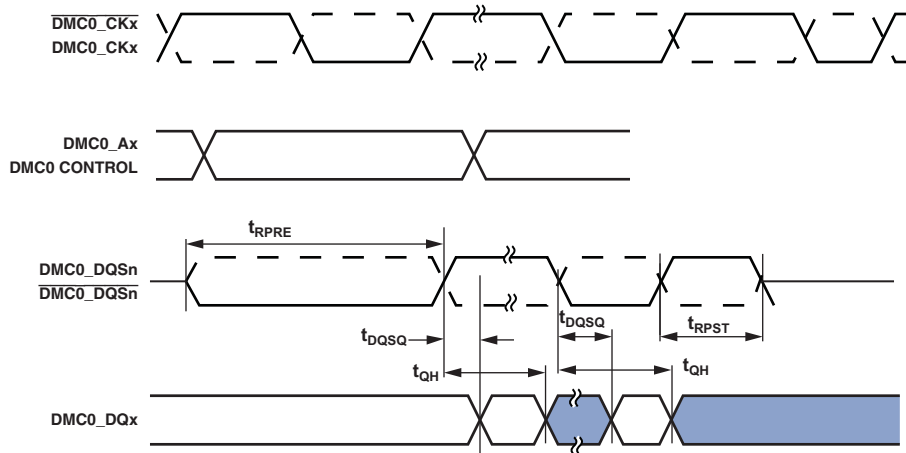 DMC0_CKx
DMC0_CKx
DMC0_Ax
DMC0 CONTROL
tRPRE
DMC0_DQSn
DMC0_DQSn
tDQSQ
tDQSQ
tRPST
tQH
tQH
DMC0_DQx